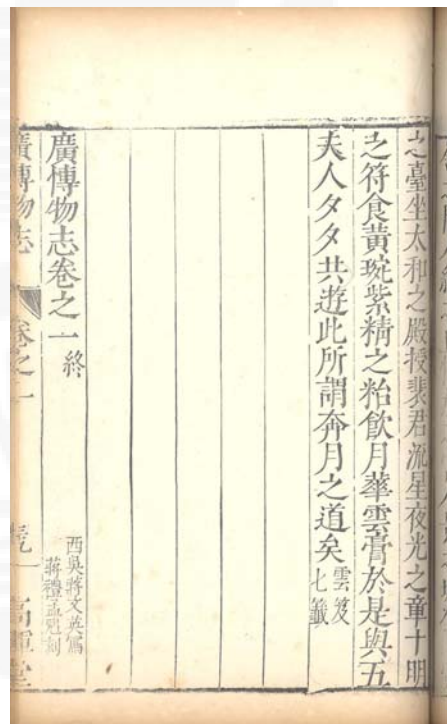 之臺坐太和之殿授裴君流星夜光之童十明
之符食黃琬紫精之粭飲月華雲膏於是與五
夫人夕夕共遊此所謂奔月之道矣雲笈七籤
廣博物志卷之一終
西吳蔣文英寫
蔣禮孟兒刻
廣博物志
卷之一
高暉堂